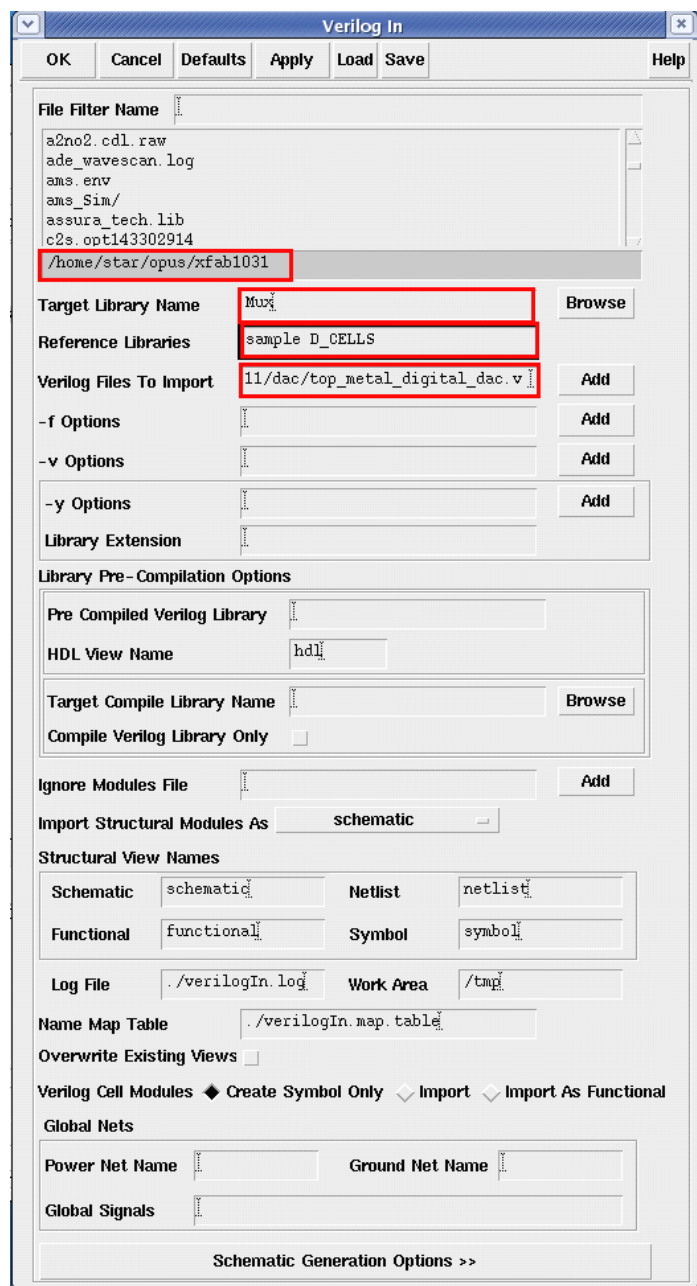 Verilog In
OK Cancel Defaults Apply Load Save Help
File Filter Name
a2no2.cdl.raw
ade_wavescan.log
ams.env
ams_Sim/
assura_tech.lib
c2s.opt143302914
/home/star/opus/xfab1031
Target Library Name Mux Browse
Reference Libraries sample D_CELLS
Verilog Files To Import 11/dac/top_metal_digital_dac.v Add
-f Options Add
-v Options Add
-y Options Add
Library Extension
Library Pre-Compilation Options
Pre Compiled Verilog Library
HDL View Name hdl
Target Compile Library Name Browse
Compile Verilog Library Only
Ignore Modules File Add
Import Structural Modules As schematic
Structural View Names
Schematic schematic Netlist netlist
Functional functional Symbol symbol
Log File ./verilogIn.log Work Area /tmp
Name Map Table ./verilogIn.map.table
Overwrite Existing Views
Verilog Cell Modules Create Symbol Only Import Import As Functional
Global Nets
Power Net Name Ground Net Name
Global Signals
Schematic Generation Options >>